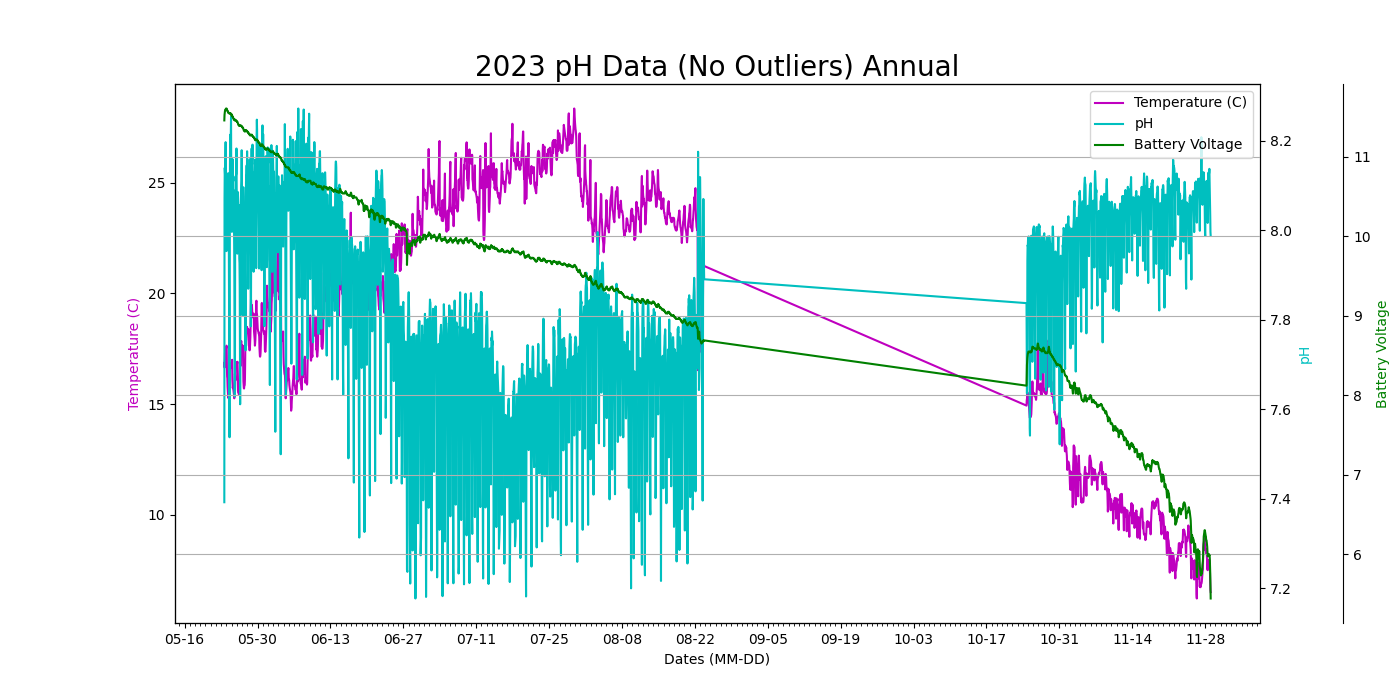 2023 pH Data (No Outliers) Annual
Temperature (C)
pH
Battery Voltage
25
20
15
10
Temperature (C)
8.2
8.0
7.8
7.6
7.4
7.2
pH
11
10
9
8
7
6
Battery Voltage
05-16 05-30 06-13 06-27 07-11 07-25 08-08 08-22 09-05 09-19 10-03 10-17 10-31 11-14 11-28
Dates (MM-DD)